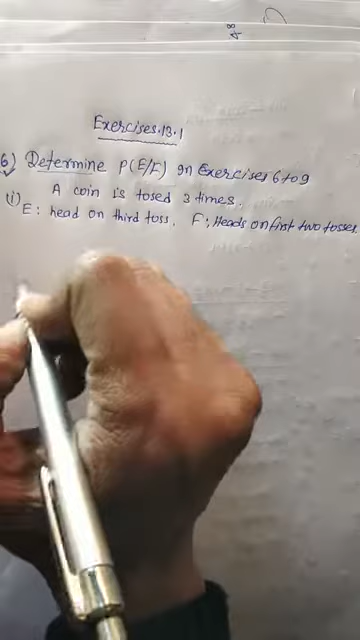 Exercises.13.1
6) Determine P(E/F) in Exercises 6 to 9
A coin is tosed 3 times.
(i) E: head on third toss. F: Heads on first two tosses.